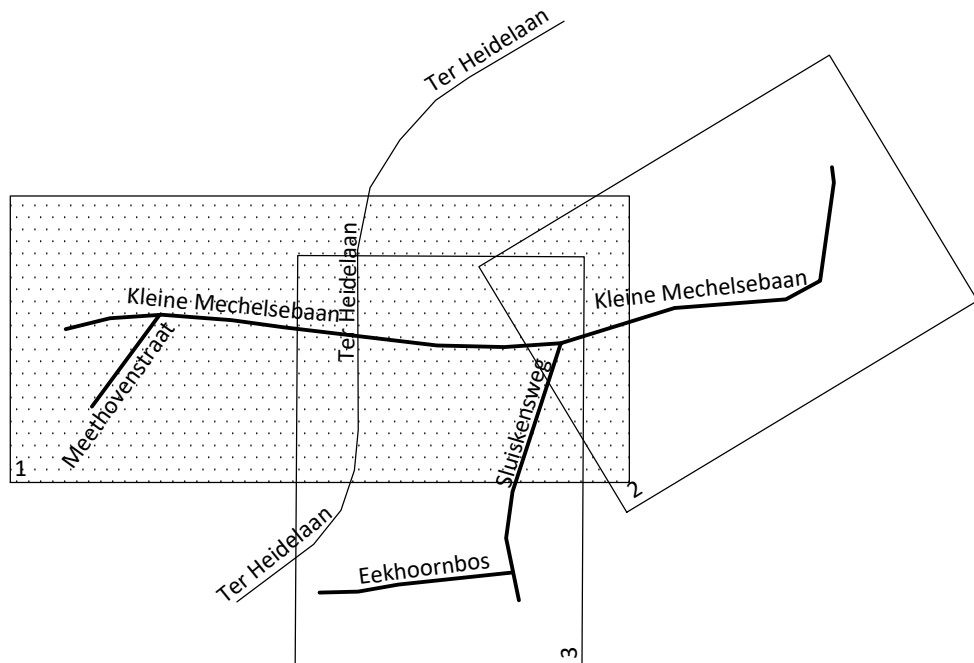 Ter Heidelaan
Ter Heidelaan
Kleine Mechelsebaan
Kleine Mechelsebaan
Meethovenstraat
Sluiskensweg
1
2
Ter Heidelaan
Eekhoornbos
3